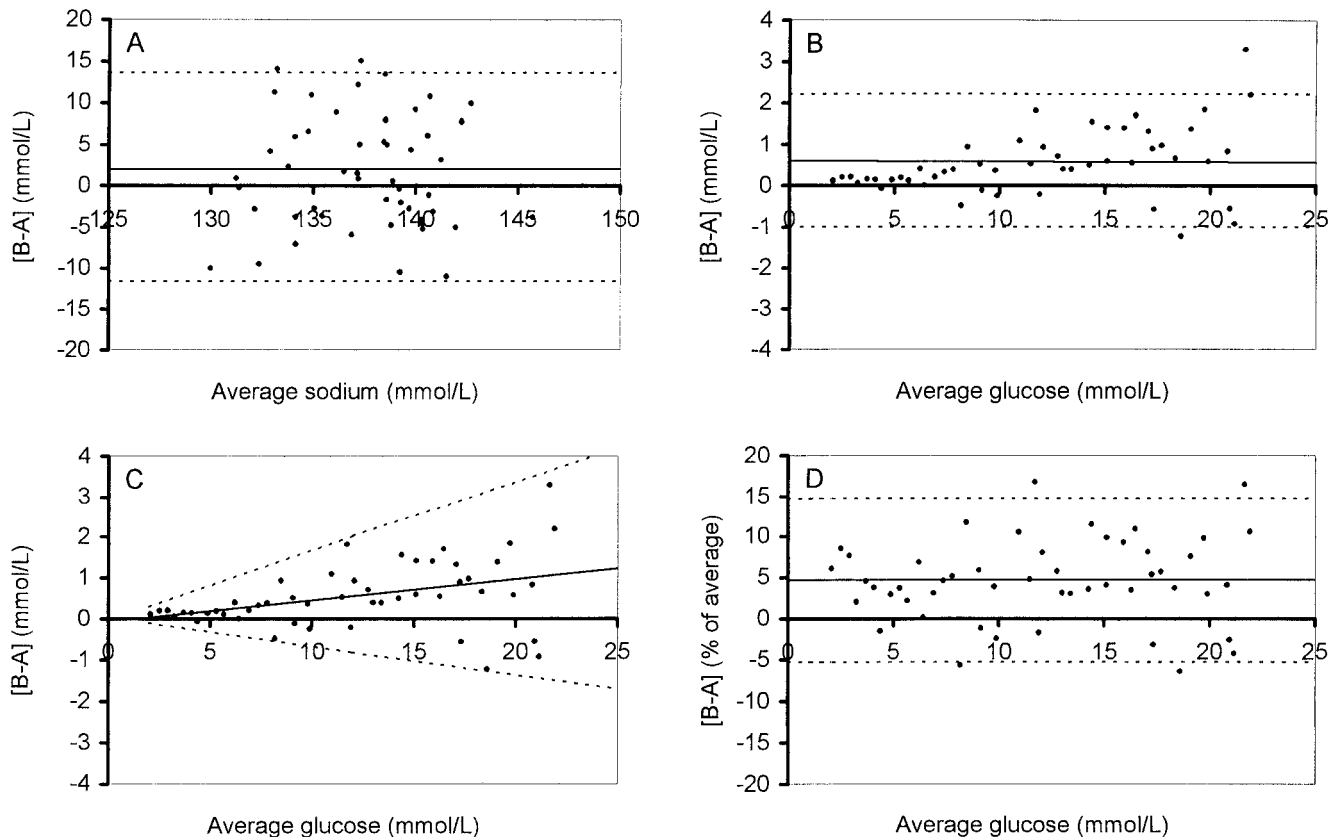 A
[B-A] (mmol/L)
20
15
10
5
0
-5
-10
-15
-20
125 130 135 140 145 150
Average sodium (mmol/L)
B
[B-A] (mmol/L)
4
3
2
1
0
-1
-2
-3
-4
0 5 10 15 20 25
Average glucose (mmol/L)
C
[B-A] (mmol/L)
4
3
2
1
0
-1
-2
-3
-4
0 5 10 15 20 25
Average glucose (mmol/L)
D
[B-A] (% of average)
20
15
10
5
0
-5
-10
-15
-20
0 5 10 15 20 25
Average glucose (mmol/L)